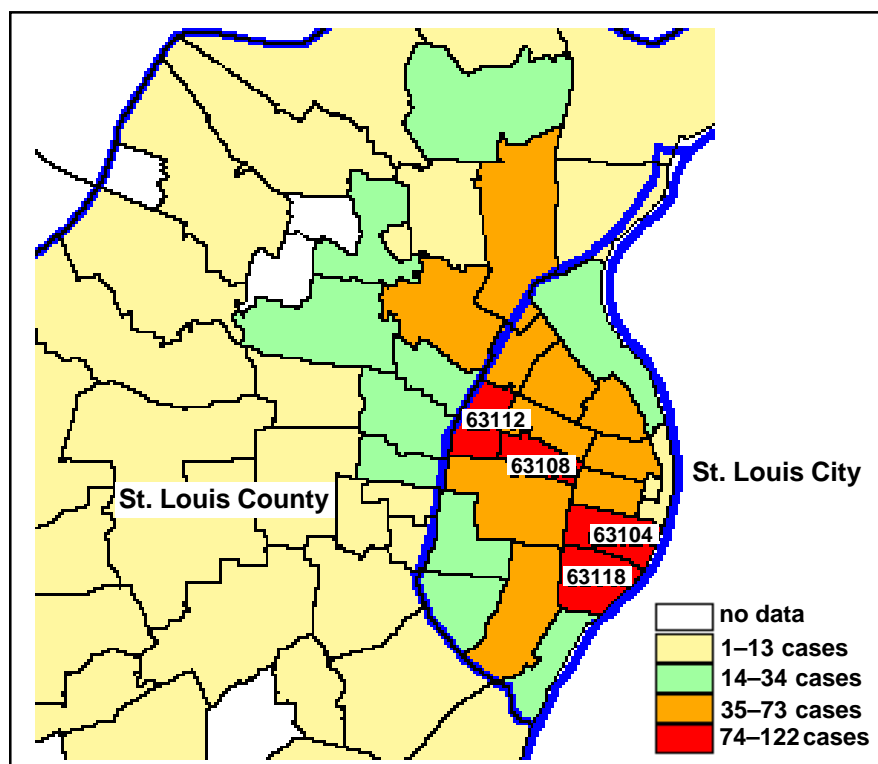 63112
63108
St. Louis City
St. Louis County
63104
63118
no data
1–13 cases
14–34 cases
35–73 cases
74–122 cases